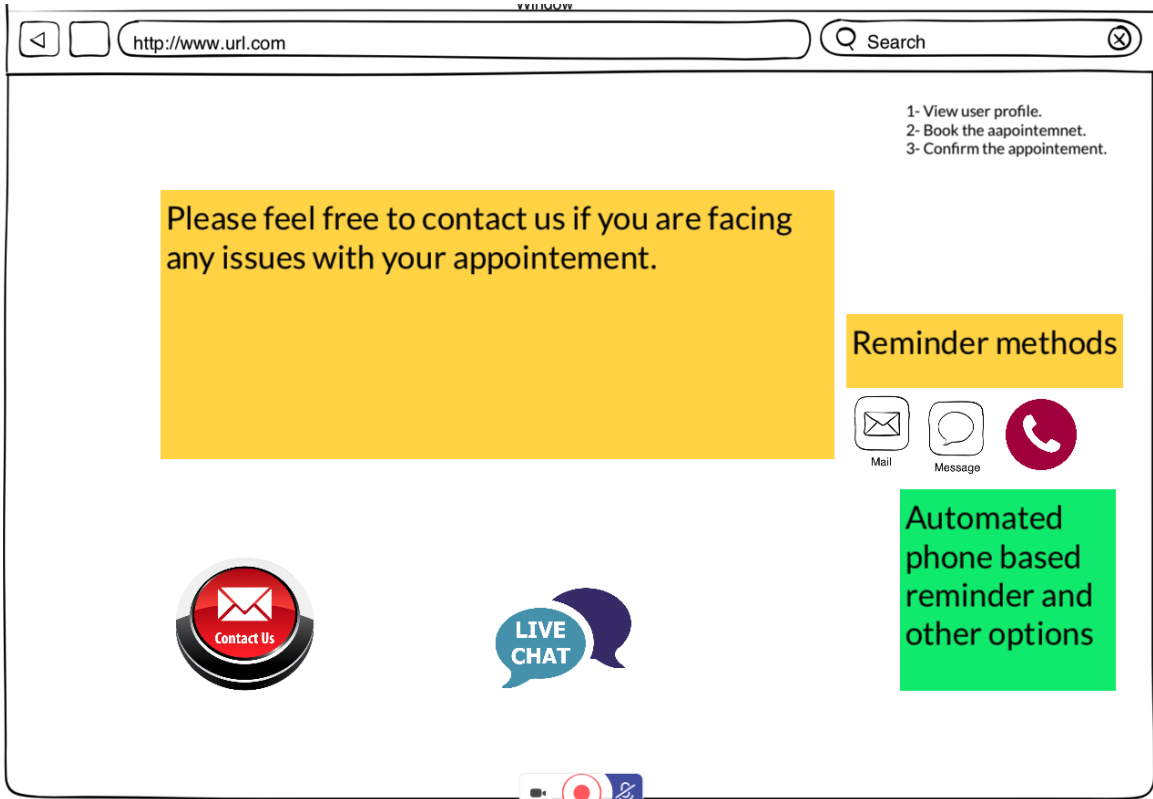 Window
http://www.url.com
Search
1- View user profile.
2- Book the aapointemnet.
3- Confirm the appointement.
Please feel free to contact us if you are facing
any issues with your appointement.
Reminder methods
Mail
Message
Automated
phone based
reminder and
other options
Contact Us
LIVE
CHAT